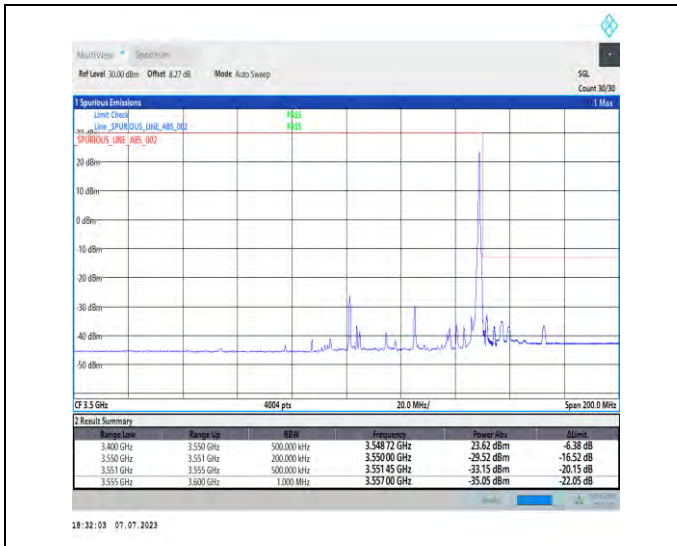 MultiView Spectrum
Ref Level 30.00 dBm Offset 8.27 dB Mode Auto Sweep SGL
Count 30/30
1 Spurious Emissions 1 Max
Limit Check PASS
Line _SPURIOUS_LINE_ABS_002 PASS
30 dBm
SPURIOUS_LINE_ABS_002
20 dBm
10 dBm
0 dBm
-10 dBm
-20 dBm
-30 dBm
-40 dBm
-50 dBm
CF 3.5 GHz 4004 pts 20.0 MHz/ Span 200.0 MHz
2 Result Summary
Range Low Range Up RBW Frequency Power Abs ΔLimit
3.400 GHz 3.550 GHz 500.000 kHz 3.548 72 GHz 23.62 dBm -6.38 dB
3.550 GHz 3.551 GHz 200.000 kHz 3.550 00 GHz -29.52 dBm -16.52 dB
3.551 GHz 3.555 GHz 500.000 kHz 3.551 45 GHz -33.15 dBm -20.15 dB
3.555 GHz 3.600 GHz 1.000 MHz 3.557 00 GHz -35.05 dBm -22.05 dB
18:32:03 07.07.2023